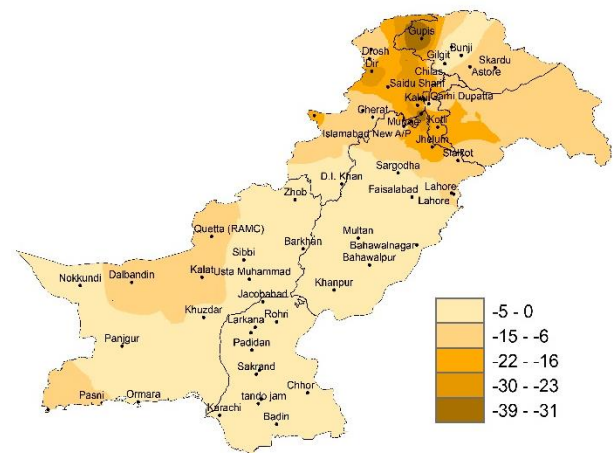 Gupis
Drosh
Gilgit
Bunji
Dir
Chilas
Skardu
Astore
Saidu Sharif
Kakul
Garhi Dupatta
Cherat
Murree
Kotli
Islamabad New A/P
Jhelum
Sialkot
Sargodha
D.I. Khan
Faisalabad
Lahore
Lahore
Zhob
Quetta (RAMC)
Multan
Barkhan
Bahawalnagar
Sibbi
Bahawalpur
Nokkundi
Dalbandin
Kalat
Usta Muhammad
Khanpur
Jacobabad
Khuzdar
Larkana
Rohri
Panjgur
Padidan
Sakrand
Pasni
Ormara
Chhor
tando jam
Karachi
Badin
-5 - 0
-15 - -6
-22 - -16
-30 - -23
-39 - -31